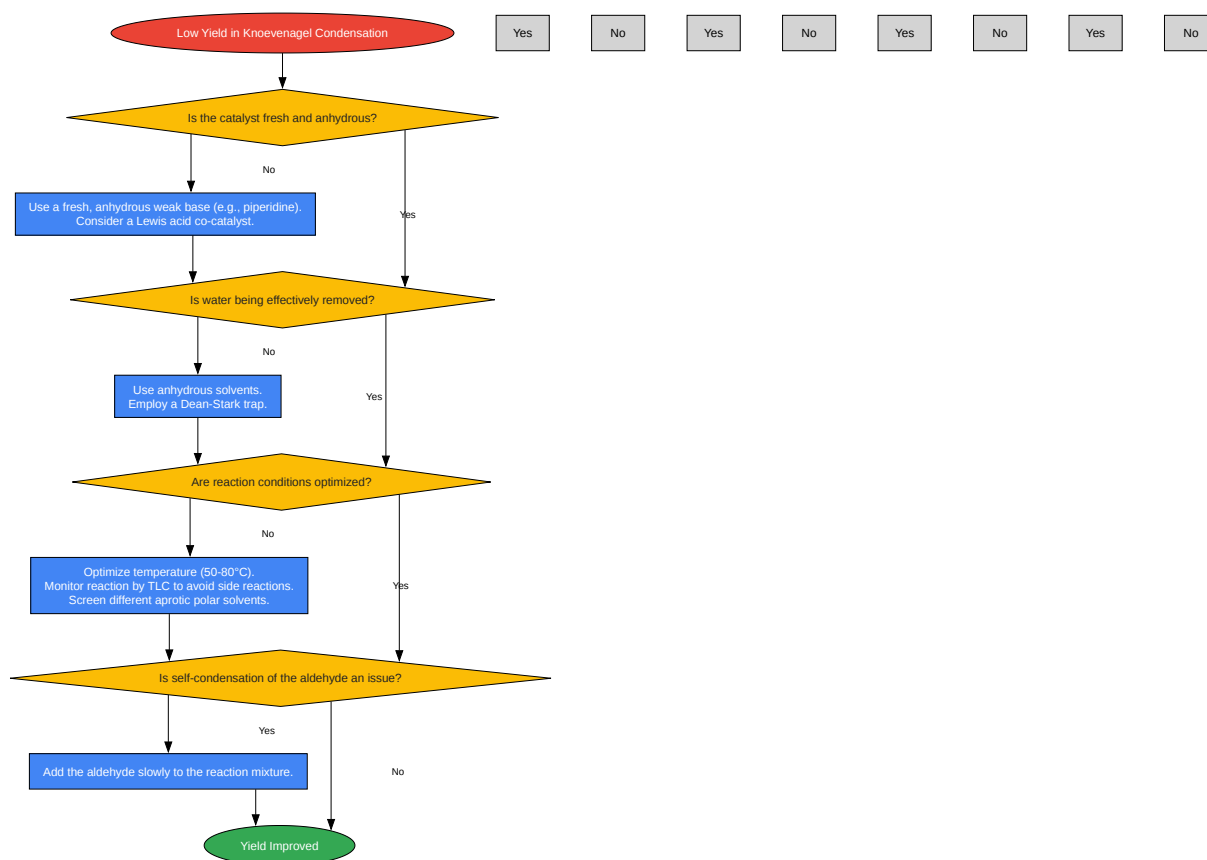 Low Yield in Knoevenagel Condensation
Yes
No
Yes
No
Yes
No
Yes
No
Is the catalyst fresh and anhydrous?
No
Use a fresh, anhydrous weak base (e.g., piperidine).
Consider a Lewis acid co-catalyst.
Yes
Is water being effectively removed?
No
Use anhydrous solvents.
Employ a Dean-Stark trap.
Yes
Are reaction conditions optimized?
No
Optimize temperature (50-80°C).
Monitor reaction by TLC to avoid side reactions.
Screen different aprotic polar solvents.
Yes
Is self-condensation of the aldehyde an issue?
Yes
Add the aldehyde slowly to the reaction mixture.
No
Yield Improved